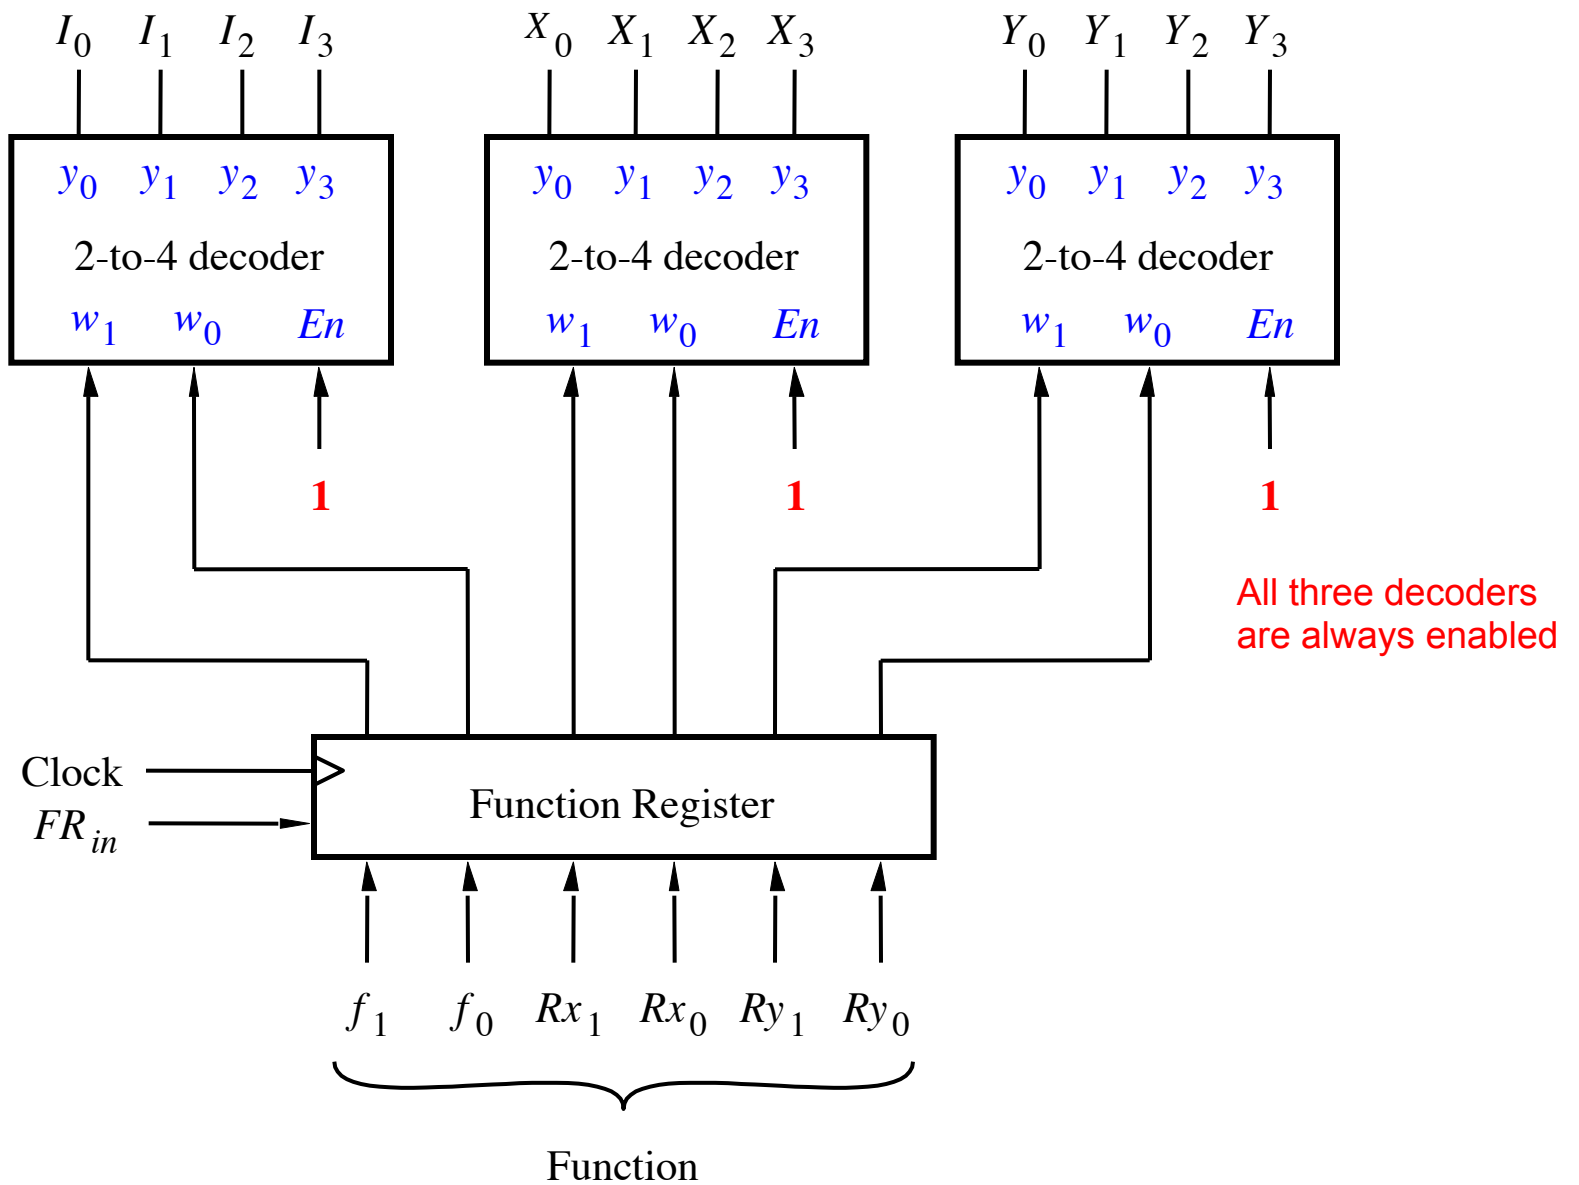 I0 I1 I2 I3 X0 X1 X2 X3 Y0 Y1 Y2 Y3
y0 y1 y2 y3 y0 y1 y2 y3 y0 y1 y2 y3
2-to-4 decoder 2-to-4 decoder 2-to-4 decoder
w1 w0 En w1 w0 En w1 w0 En
1 1 1
All three decoders
are always enabled
Clock
Function Register
FRin
f1 f0 Rx1 Rx0 Ry1 Ry0
Function